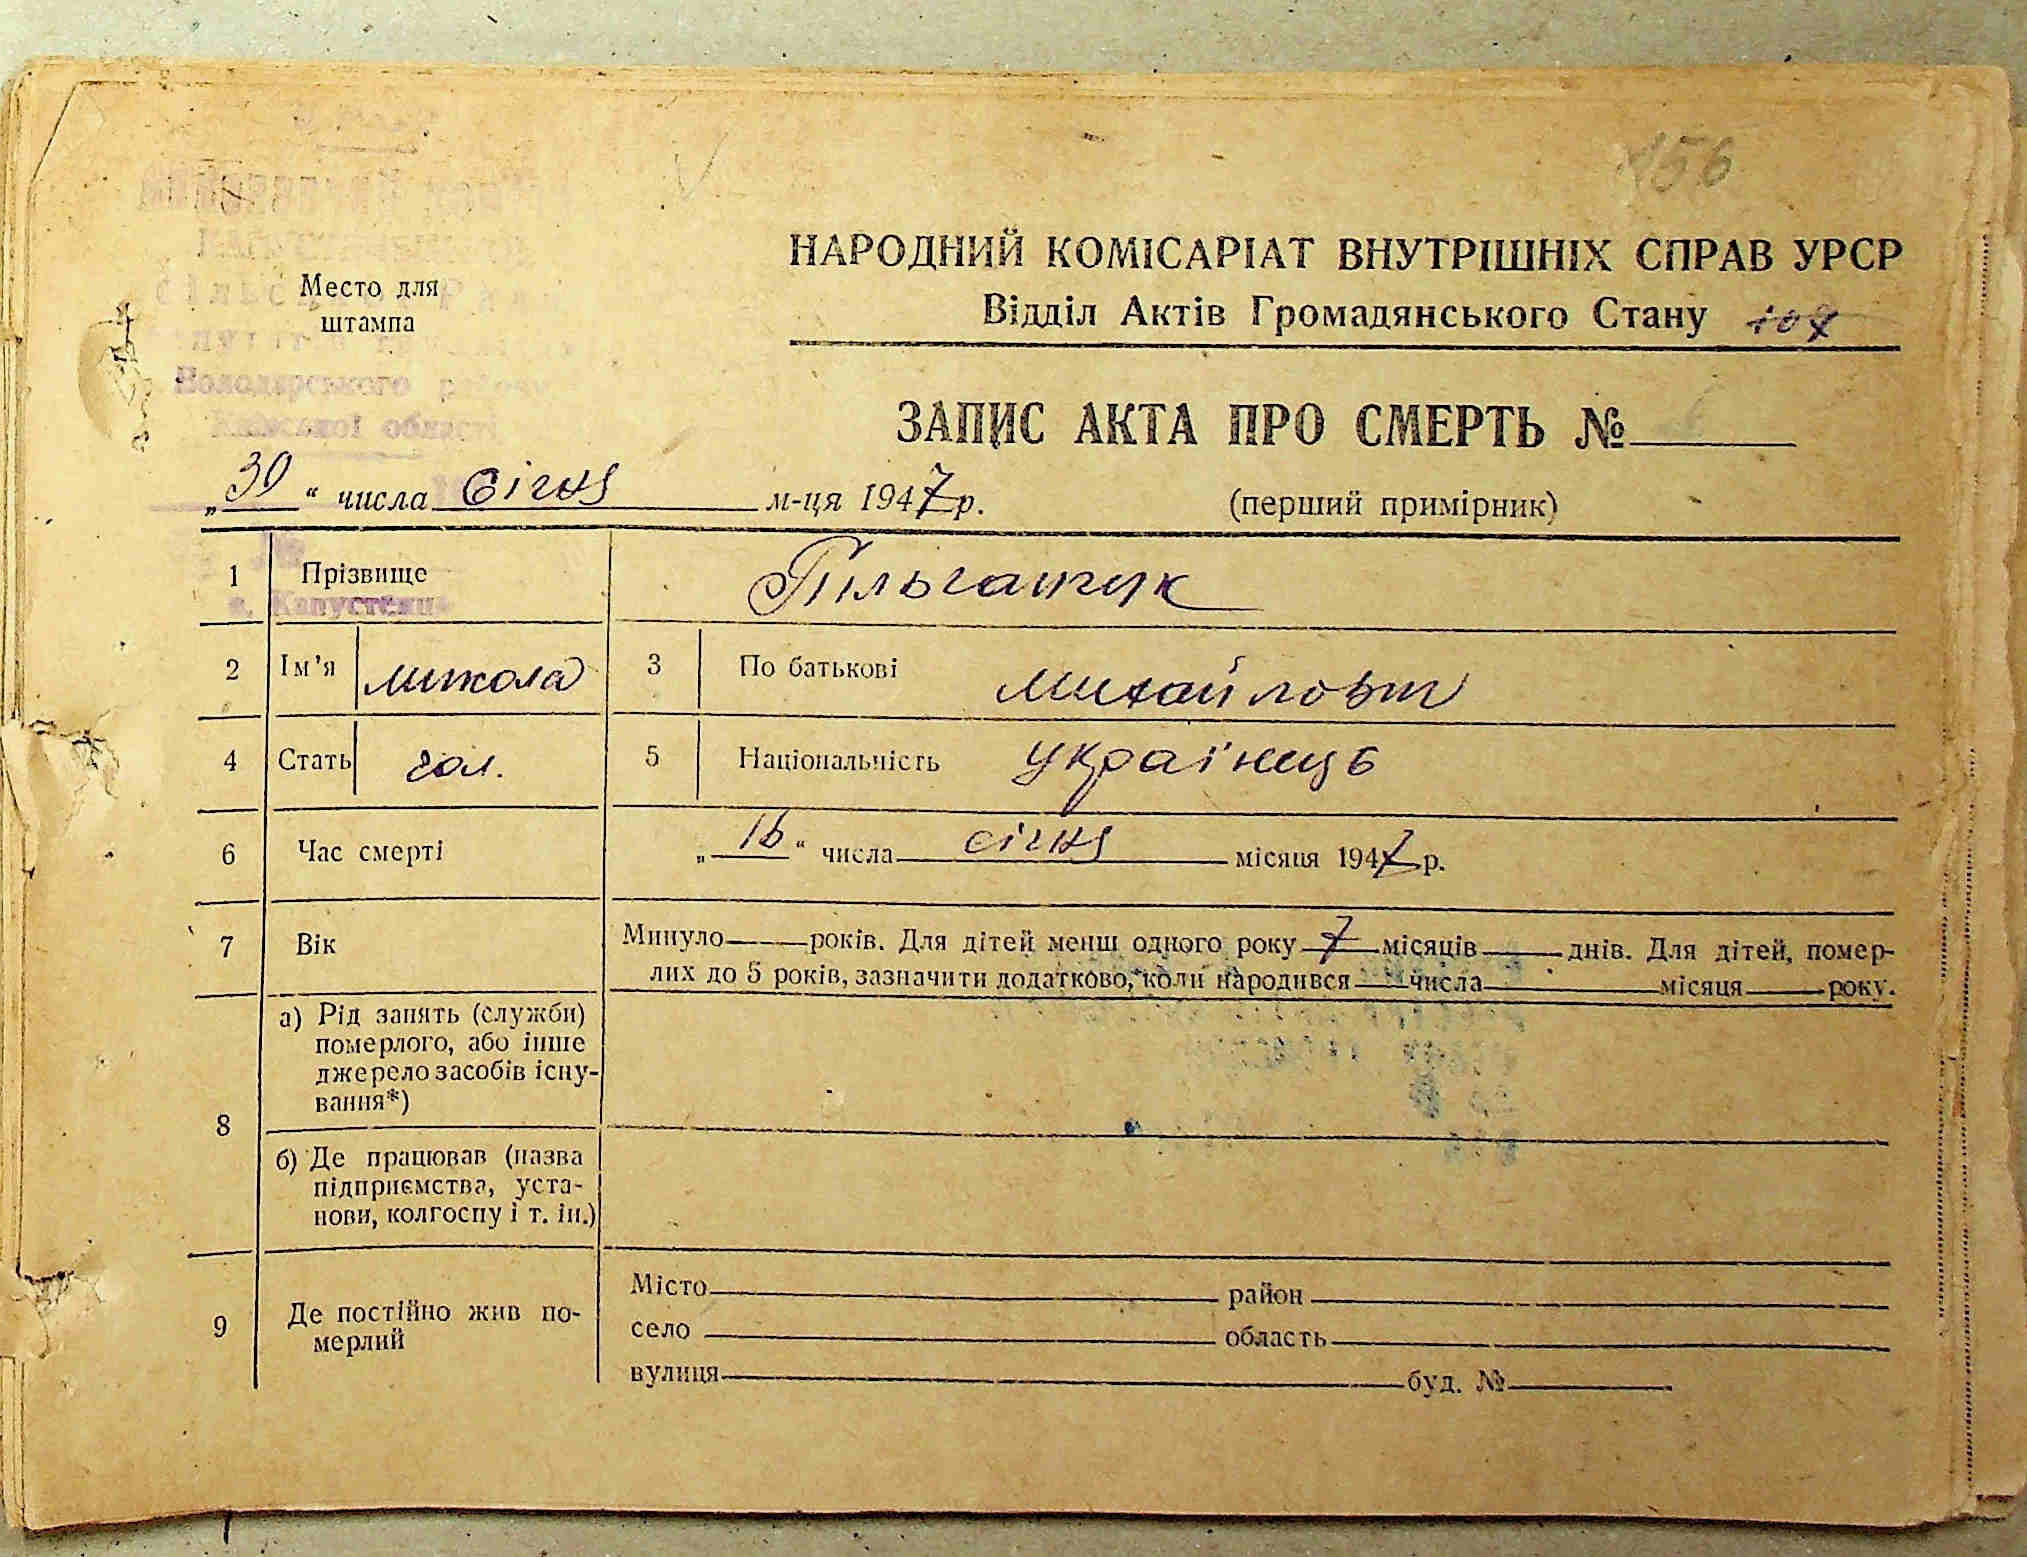 156
НАРОДНИЙ КОМІСАРІАТ ВНУТРІШНІХ СПРАВ УРСР
Відділ Актів Громадянського Стану 107
Место для
штампа
Володарського району
Київської області
ЗАПИС АКТА ПРО СМЕРТЬ №
„30“ числа Січня м-ця 1947 р. (перший примірник)
1 Прізвище
с. Капустенці
2 Ім'я Микола 3 По батькові Михайлович
4 Стать чол. 5 Національність Українець
6 Час смерті „16“ числа січня місяця 1947 р.
7 Вік Минуло — років. Для дітей менш одного року 7 місяців — днів. Для дітей, помер-
лих до 5 років, зазначити додатково, коли народився — числа — місяця — року.
8 а) Рід занять (служби)
померлого, або інше
джерело засобів існу-
вання*)
б) Де працював (назва
підприємства, уста-
нови, колгоспу і т. ін.)
9 Де постійно жив по-
мерлий
Місто район
село область
вулиця буд. №